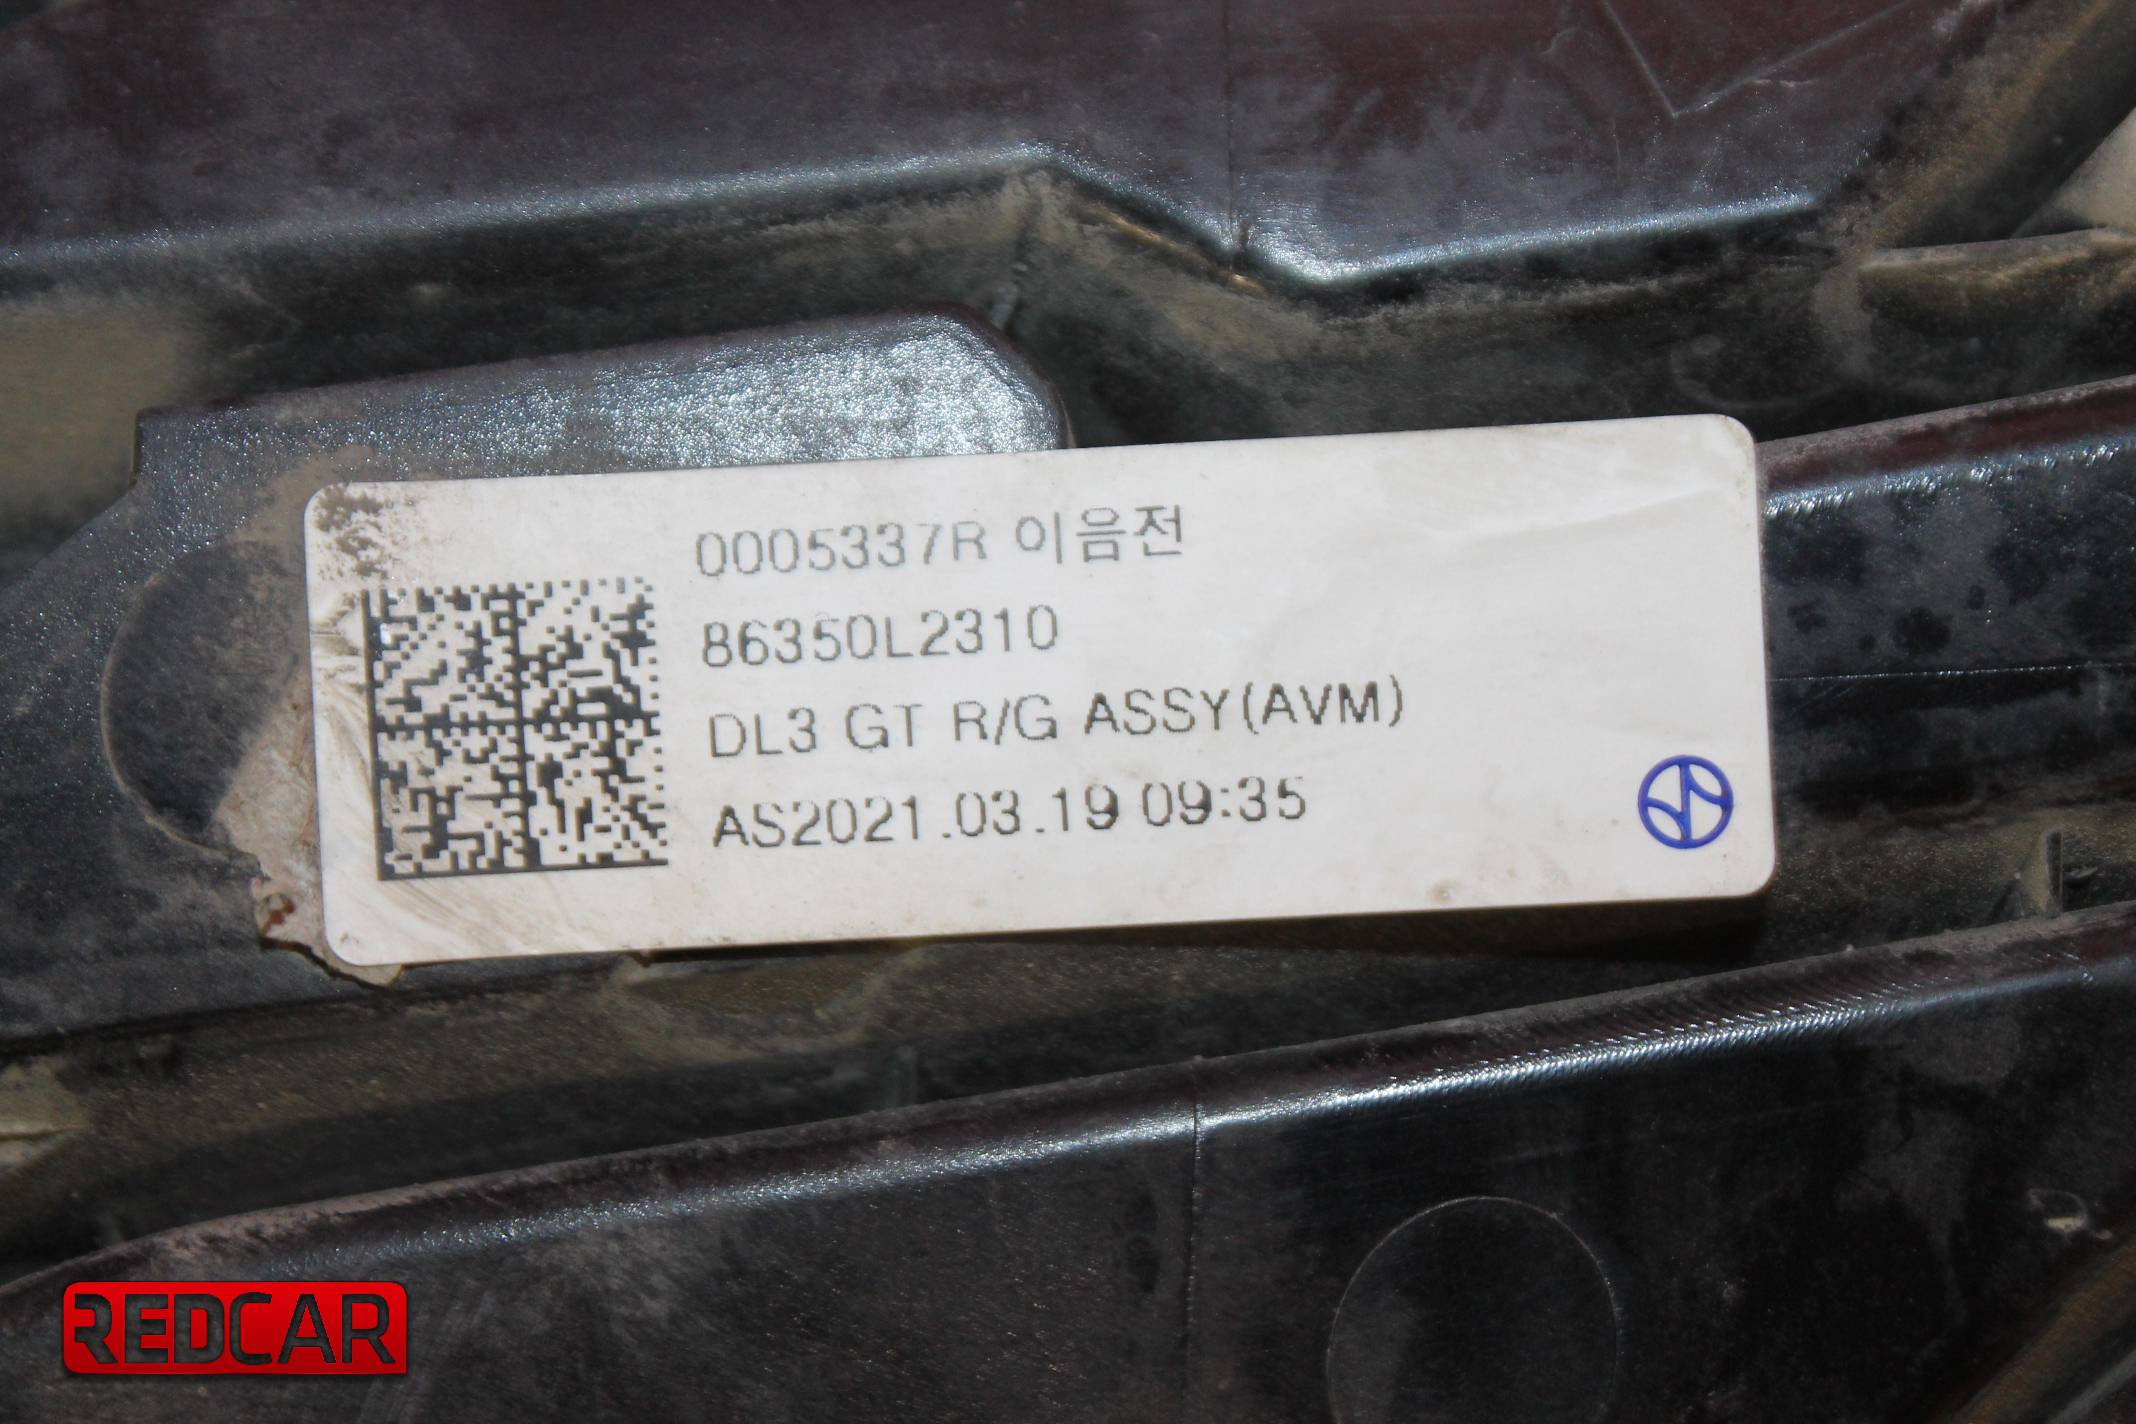 0005337R 이음전
86350L2310
DL3 GT R/G ASSY(AVM)
AS2021.03.19 09:35
REDCAR